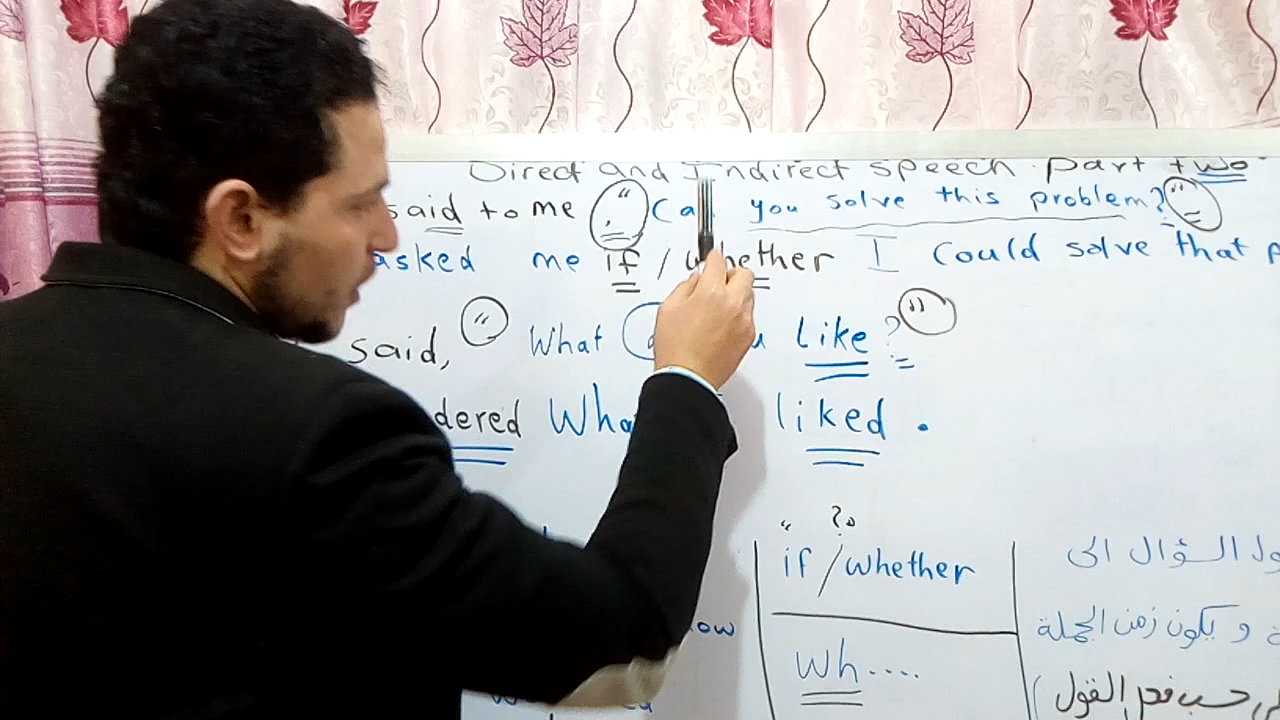 Direct and Indirect speech part two
said to me " Ca you solve this problem? "
asked me if / whether I Could solve that p
said, " What like ? "
dered Wha liked .
" ? "
if / whether
ول السؤال الى
ow
و يكون زمن الجملة
Wh....
حسب فعل القول